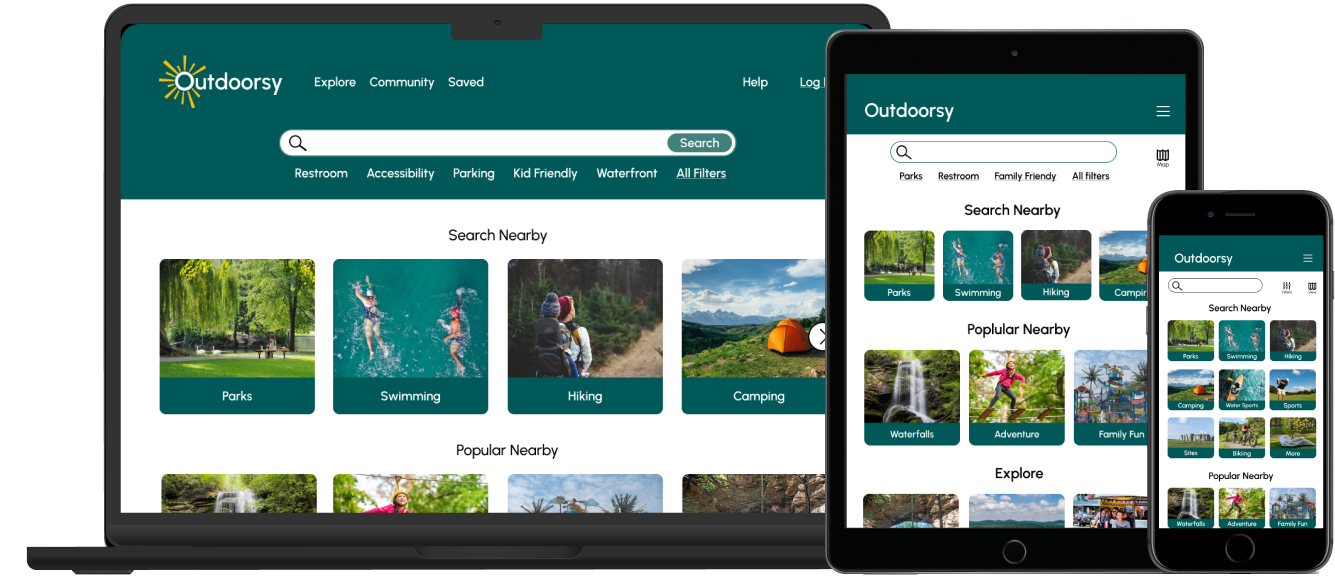 Outdoorsy
Explore Community Saved
Help Log
Search
Restroom Accessibility Parking Kid Friendly Waterfront All Filters
Search Nearby
Parks
Swimming
Hiking
Camping
Popular Nearby
Outdoorsy
Map
Parks Restroom Family Friendy All filters
Search Nearby
Parks
Swimming
Hiking
Poplular Nearby
Waterfalls
Adventure
Family Fun
Explore
Outdoorsy
Filters
View
Search Nearby
Parks
Swimming
Hiking
Camping
Water Sports
Sports
Sites
Biking
More
Popular Nearby
Waterfalls
Adventure
Family Fun